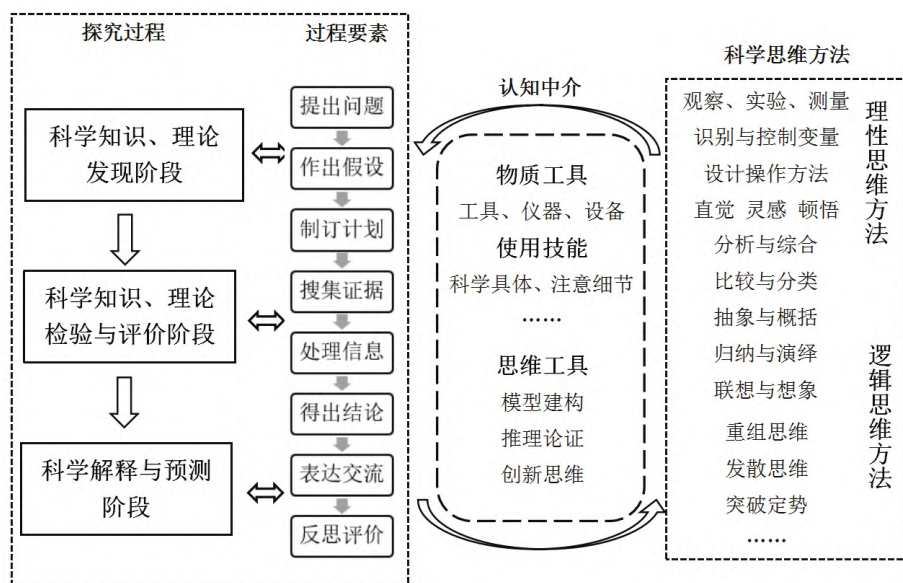 探究过程
过程要素
科学知识、理论
发现阶段
科学知识、理论
检验与评价阶段
科学解释与预测
阶段
提出问题
作出假设
制订计划
搜集证据
处理信息
得出结论
表达交流
反思评价
认知中介
物质工具
工具、仪器、设备
使用技能
科学具体、注意细节
……
思维工具
模型建构
推理论证
创新思维
科学思维方法
观察、实验、测量
识别与控制变量
设计操作方法
直觉 灵感 顿悟
分析与综合
比较与分类
抽象与概括
归纳与演绎
联想与想象
重组思维
发散思维
突破定势
……
理性思维方法
逻辑思维方法